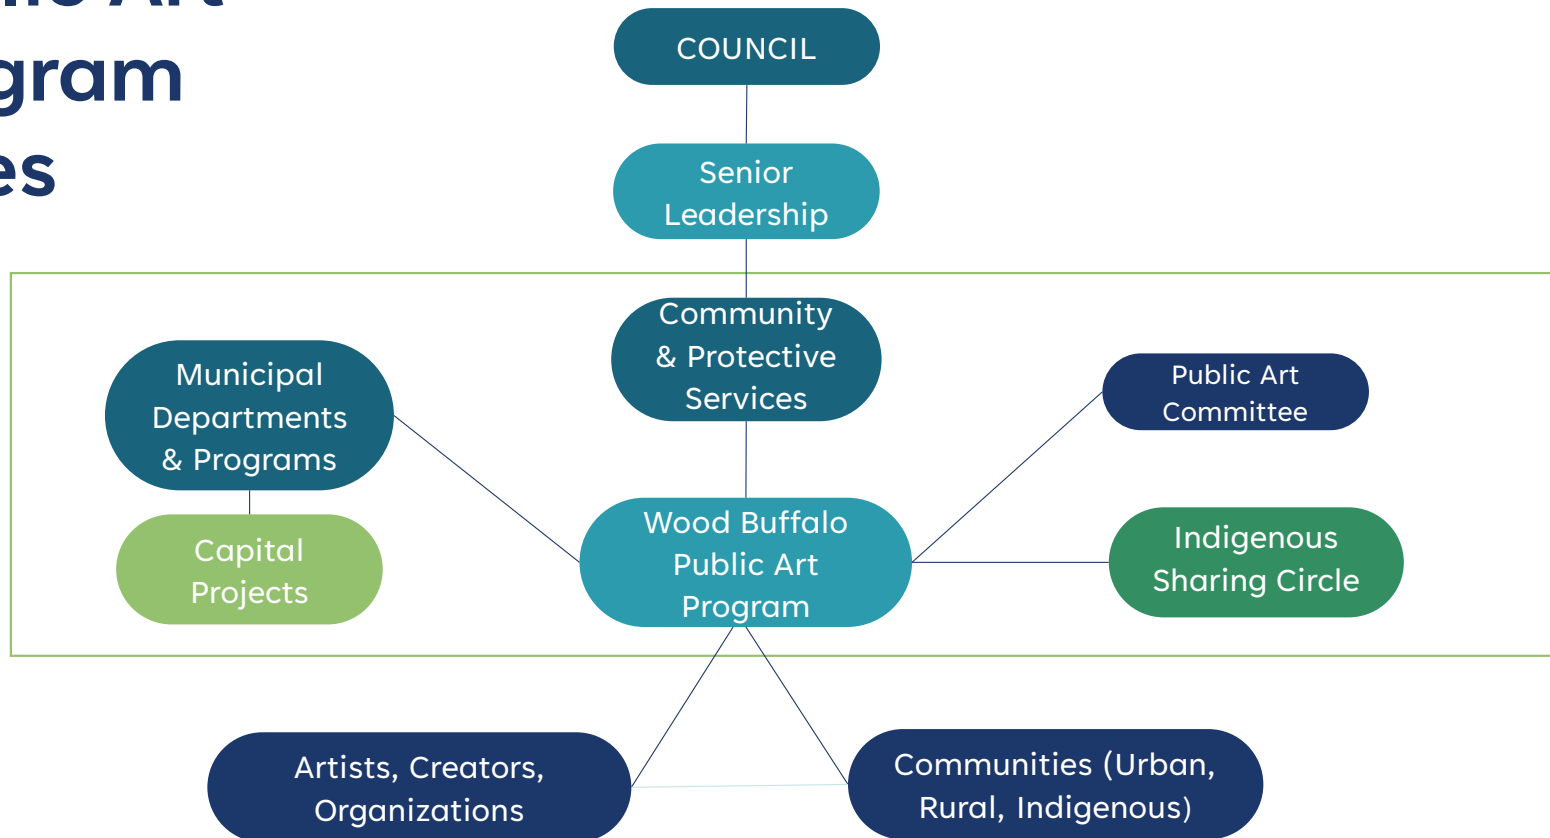 Art
gram
es
COUNCIL
Senior
Leadership
Community
& Protective
Services
Municipal
Departments
& Programs
Public Art
Committee
Capital
Projects
Wood Buffalo
Public Art
Program
Indigenous
Sharing Circle
Artists, Creators,
Organizations
Communities (Urban,
Rural, Indigenous)